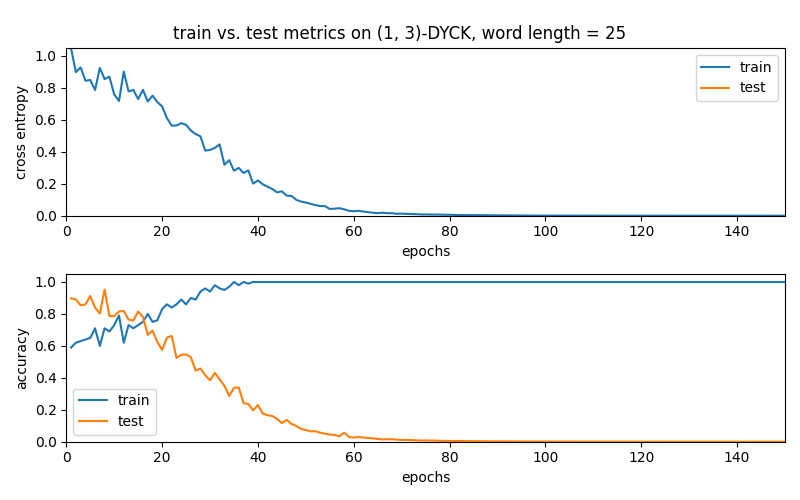 train vs. test metrics on (1, 3)-DYCK, word length = 25
1.0
0.8
0.6
0.4
0.2
0.0
cross entropy
train
test
0 20 40 60 80 100 120 140
epochs
1.0
0.8
0.6
0.4
0.2
0.0
accuracy
train
test
0 20 40 60 80 100 120 140
epochs